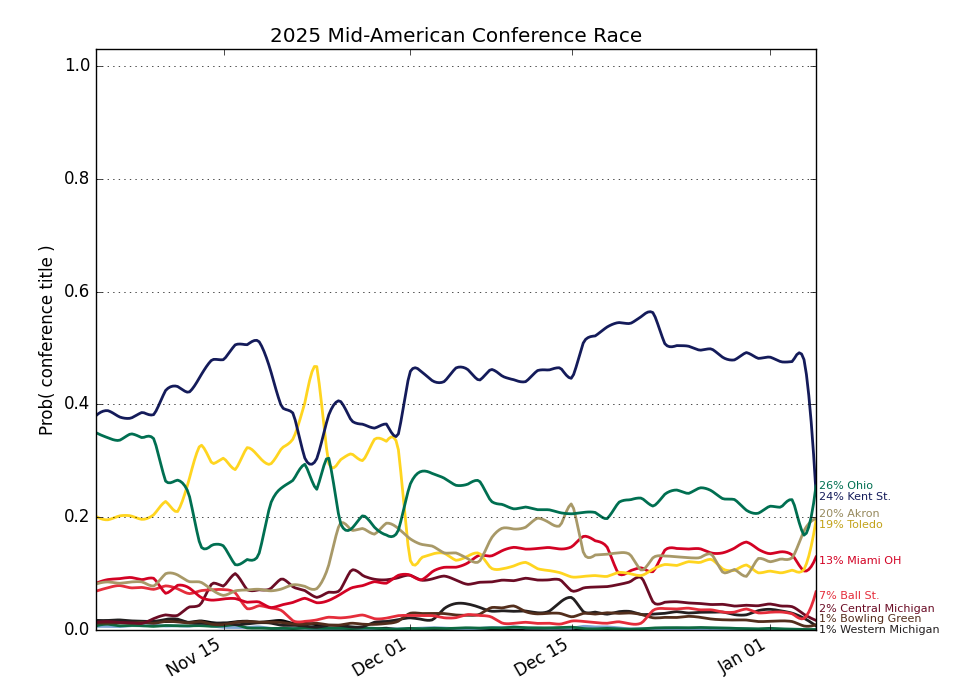 2025 Mid-American Conference Race
Prob( conference title )
1.0
0.8
0.6
0.4
0.2
0.0
Nov 15
Dec 01
Dec 15
Jan 01
26% Ohio
24% Kent St.
20% Akron
19% Toledo
13% Miami OH
7% Ball St.
2% Central Michigan
1% Bowling Green
1% Western Michigan